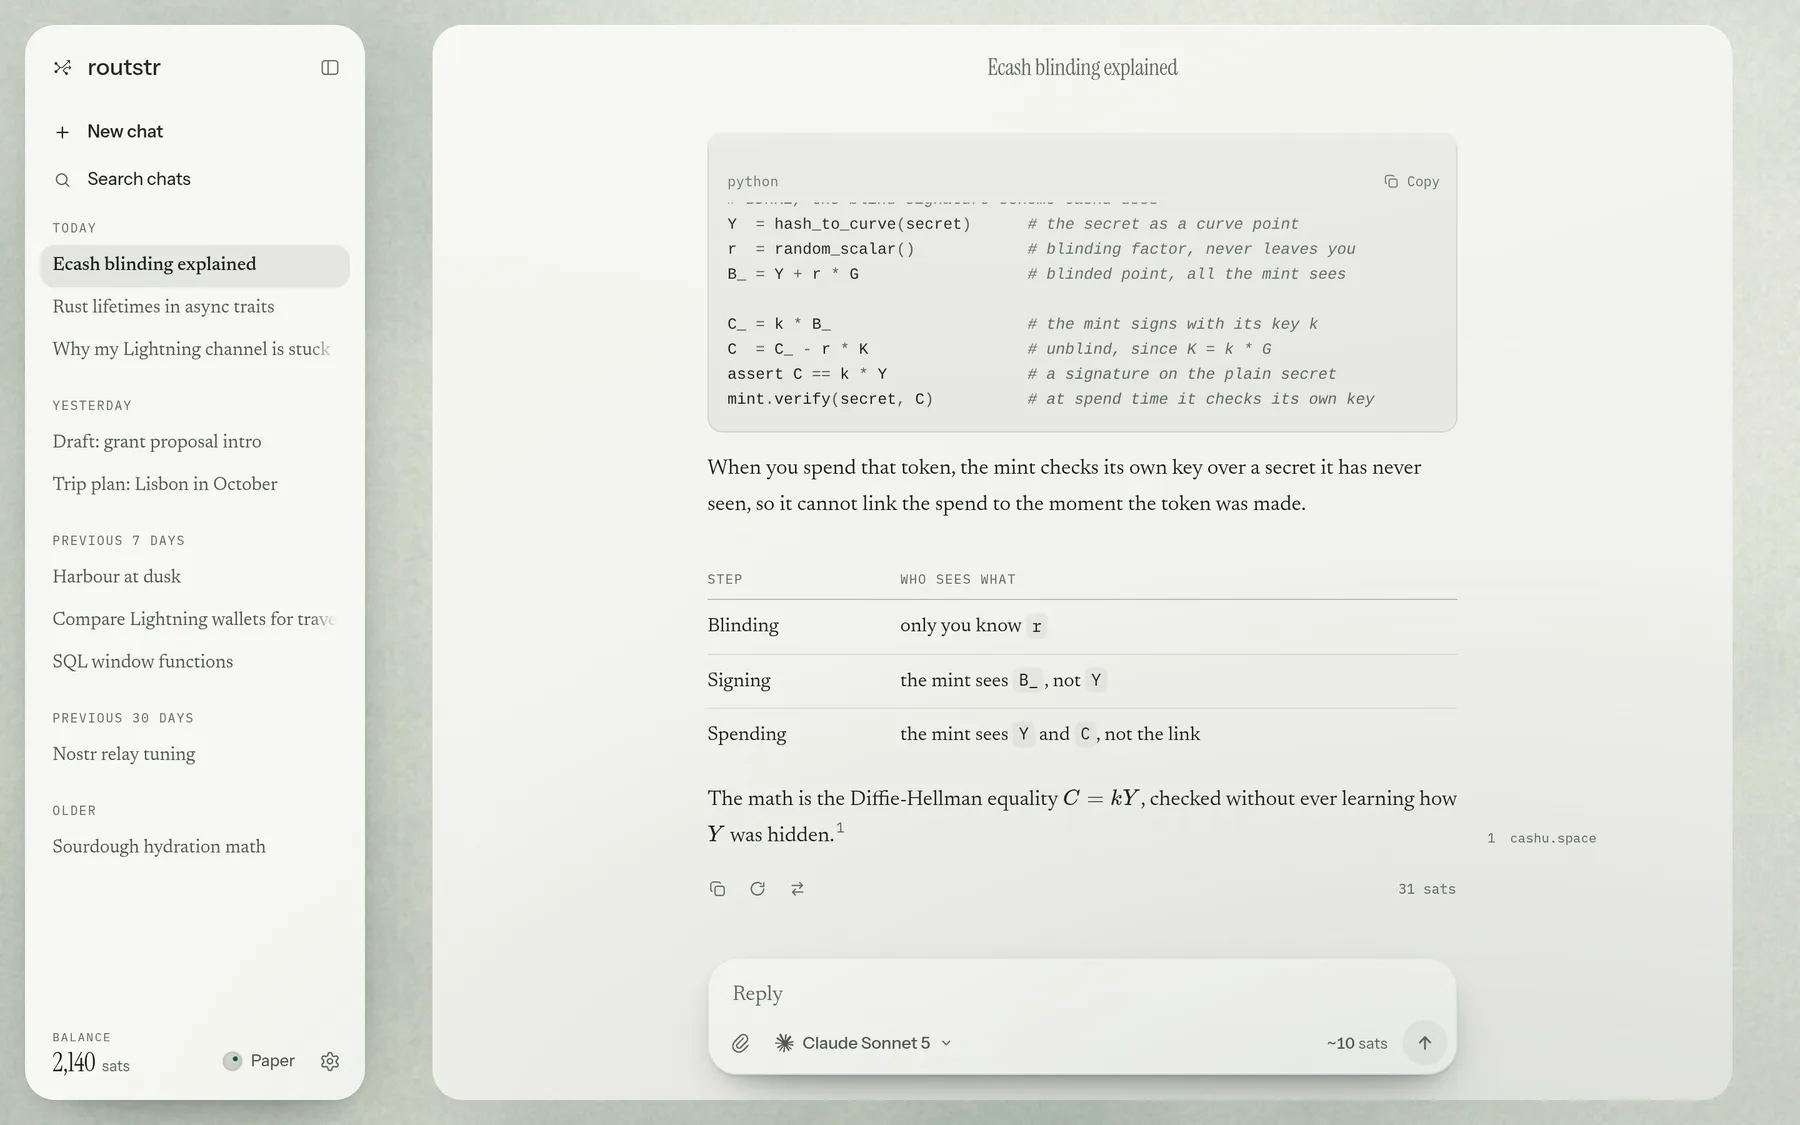 routstr
New chat
Search chats
TODAY
Ecash blinding explained
Rust lifetimes in async traits
Why my Lightning channel is stuck
YESTERDAY
Draft: grant proposal intro
Trip plan: Lisbon in October
PREVIOUS 7 DAYS
Harbour at dusk
Compare Lightning wallets for trave
SQL window functions
PREVIOUS 30 DAYS
Nostr relay tuning
OLDER
Sourdough hydration math
BALANCE
2,140 sats
Paper
Ecash blinding explained
python
Copy
Y = hash_to_curve(secret) # the secret as a curve point
r = random_scalar() # blinding factor, never leaves you
B_ = Y + r * G # blinded point, all the mint sees
C_ = k * B_ # the mint signs with its key k
C = C_ - r * K # unblind, since K = k * G
assert C == k * Y # a signature on the plain secret
mint.verify(secret, C) # at spend time it checks its own key
When you spend that token, the mint checks its own key over a secret it has never
seen, so it cannot link the spend to the moment the token was made.
STEP WHO SEES WHAT
Blinding only you know r
Signing the mint sees B_, not Y
Spending the mint sees Y and C, not the link
The math is the Diffie-Hellman equality C = kY, checked without ever learning how
Y was hidden.1
1 cashu.space
31 sats
Reply
Claude Sonnet 5
~10 sats